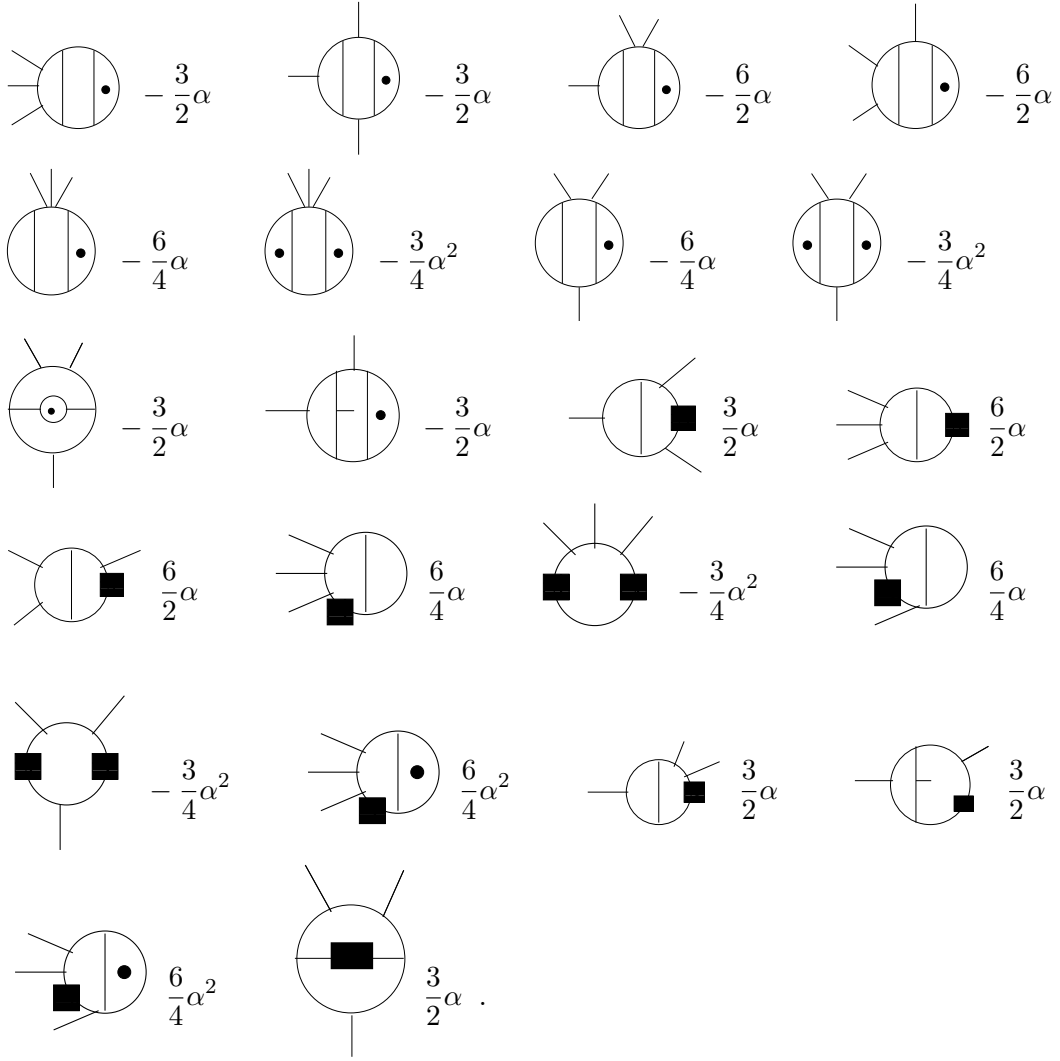 − 3/2 α − 3/2 α − 6/2 α − 6/2 α
− 6/4 α − 3/4 α² − 6/4 α − 3/4 α²
− 3/2 α − 3/2 α 3/2 α 6/2 α
6/2 α 6/4 α − 3/4 α² 6/4 α
− 3/4 α² 6/4 α² 3/2 α 3/2 α
6/4 α² 3/2 α .